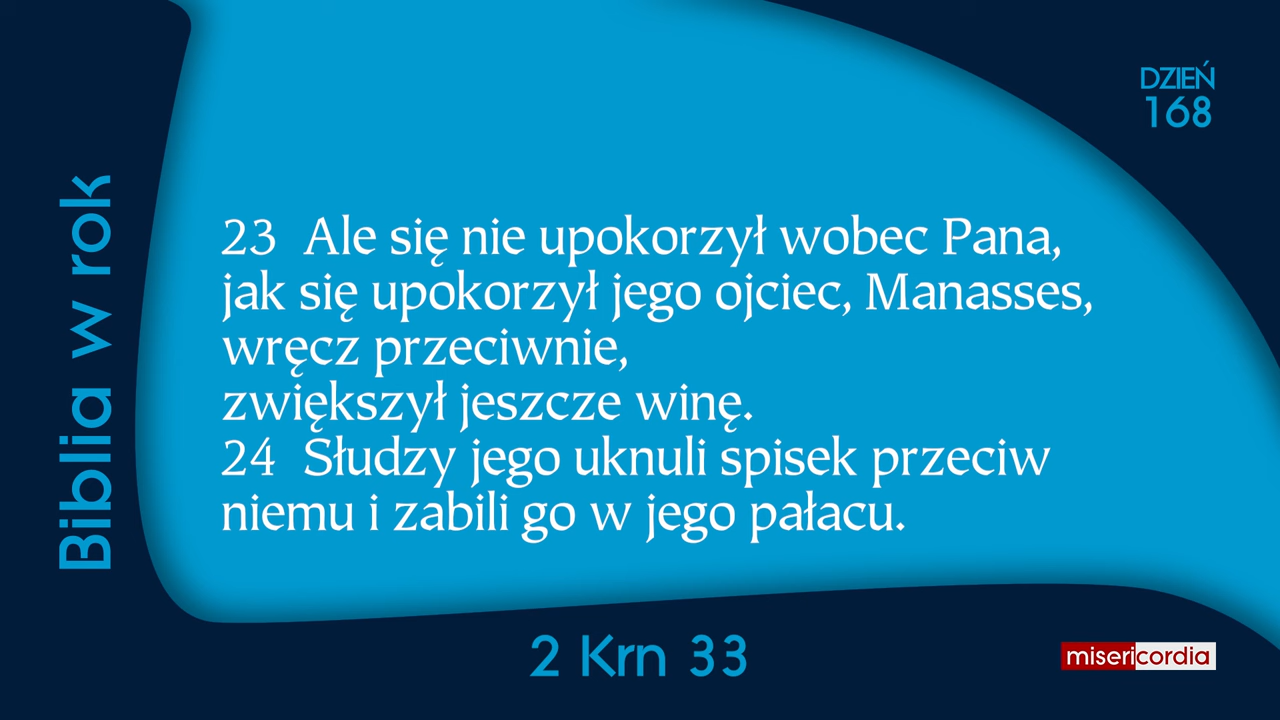 DZIEŃ
168
Biblia w rok
23 Ale się nie upokorzył wobec Pana,
jak się upokorzył jego ojciec, Manasses,
wręcz przeciwnie,
zwiększył jeszcze winę.
24 Słudzy jego uknuli spisek przeciw
niemu i zabili go w jego pałacu.
2 Krn 33
misericordia